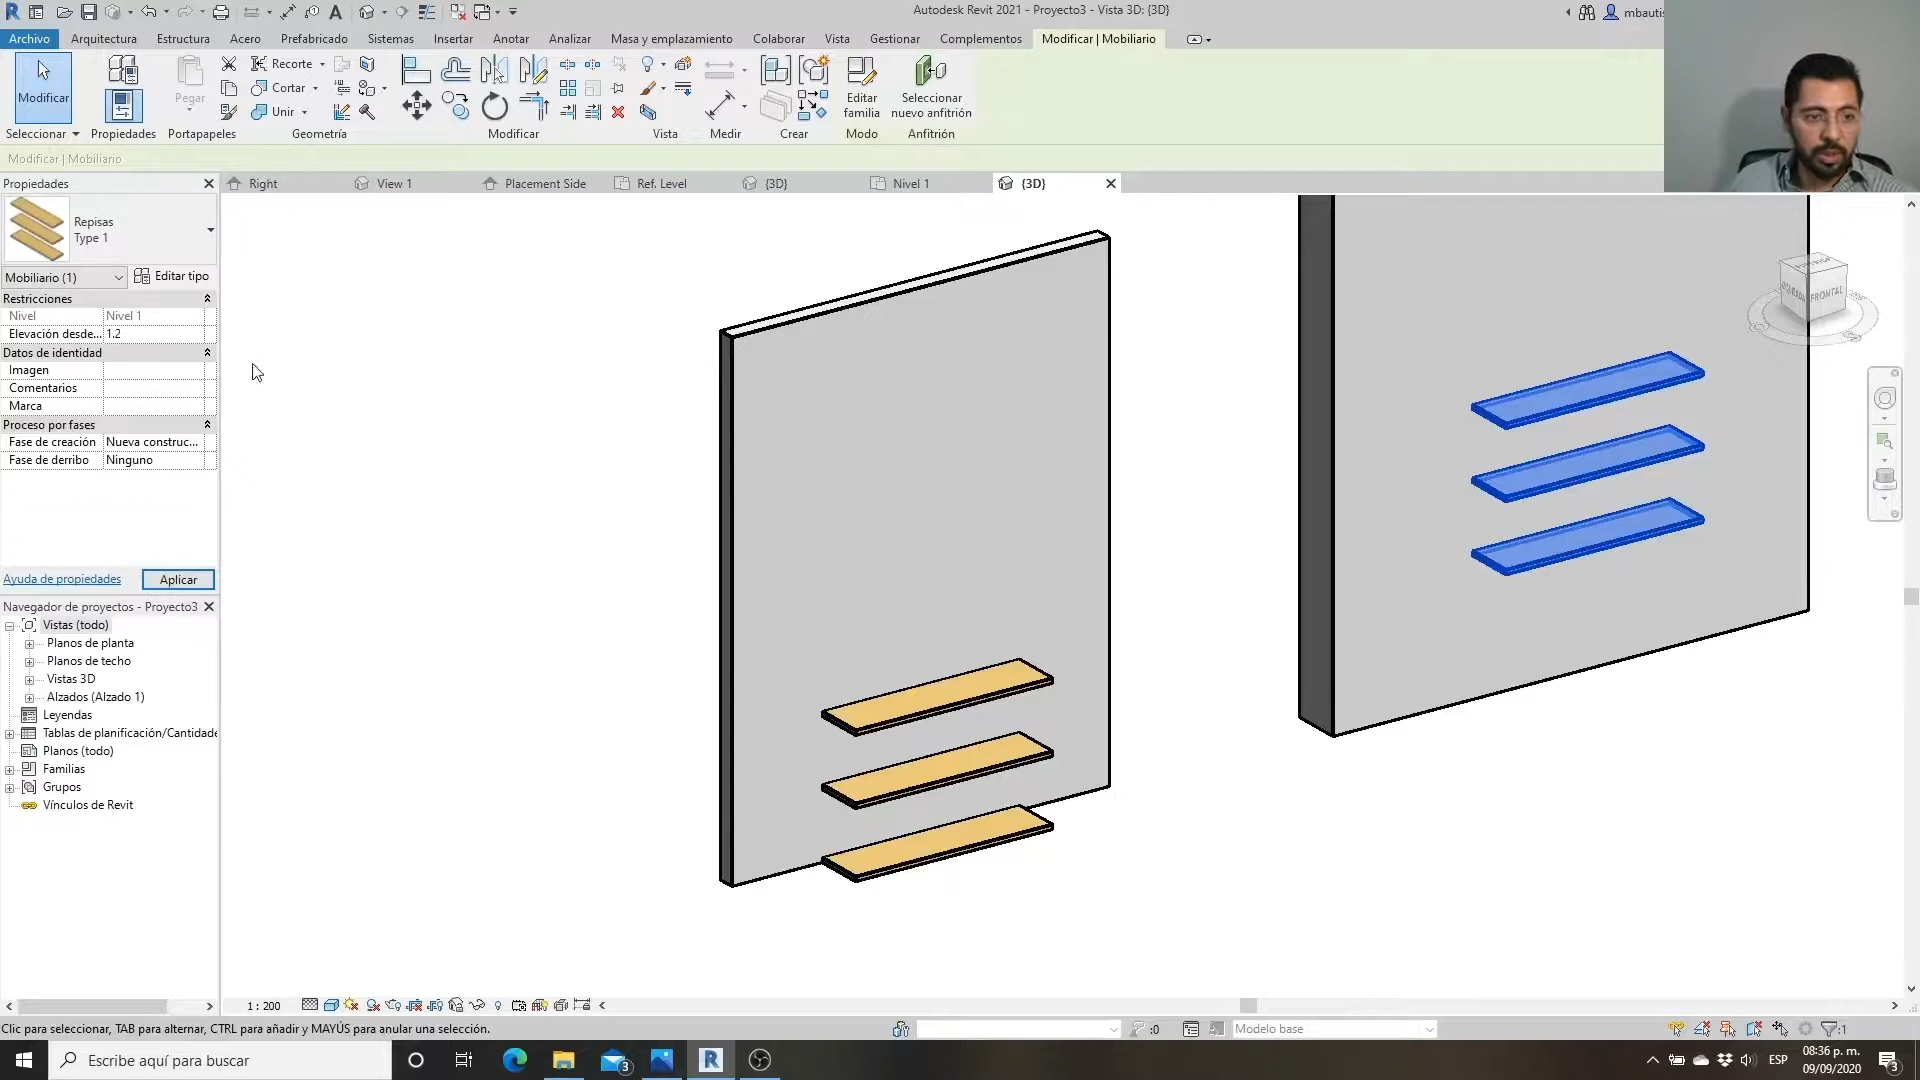 Autodesk Revit 2021 - Proyecto3 - Vista 3D: {3D}
mbautis
Archivo Arquitectura Estructura Acero Prefabricado Sistemas Insertar Anotar Analizar Masa y emplazamiento Colaborar Vista Gestionar Complementos Modificar | Mobiliario
Modificar
Pegar
Recorte
Cortar
Unir
Editar familia
Seleccionar nuevo anfitrión
Seleccionar Propiedades Portapapeles Geometría Modificar Vista Medir Crear Modo Anfitrión
Modificar | Mobiliario
Propiedades
Right View 1 Placement Side Ref. Level {3D} Nivel 1 {3D}
Repisas
Type 1
Mobiliario (1) Editar tipo
Restricciones
Nivel Nivel 1
Elevación desde... 1.2
Datos de identidad
Imagen
Comentarios
Marca
Proceso por fases
Fase de creación Nueva construc...
Fase de derribo Ninguno
Ayuda de propiedades Aplicar
Navegador de proyectos - Proyecto3
Vistas (todo)
Planos de planta
Planos de techo
Vistas 3D
Alzados (Alzado 1)
Leyendas
Tablas de planificación/Cantidade
Planos (todo)
Familias
Grupos
Vínculos de Revit
FRONTAL
1 : 200
Clic para seleccionar, TAB para alternar, CTRL para añadir y MAYÚS para anular una selección.
:0
Modelo base
:1
Escribe aquí para buscar
3
ESP
08:36 p. m.
09/09/2020
3